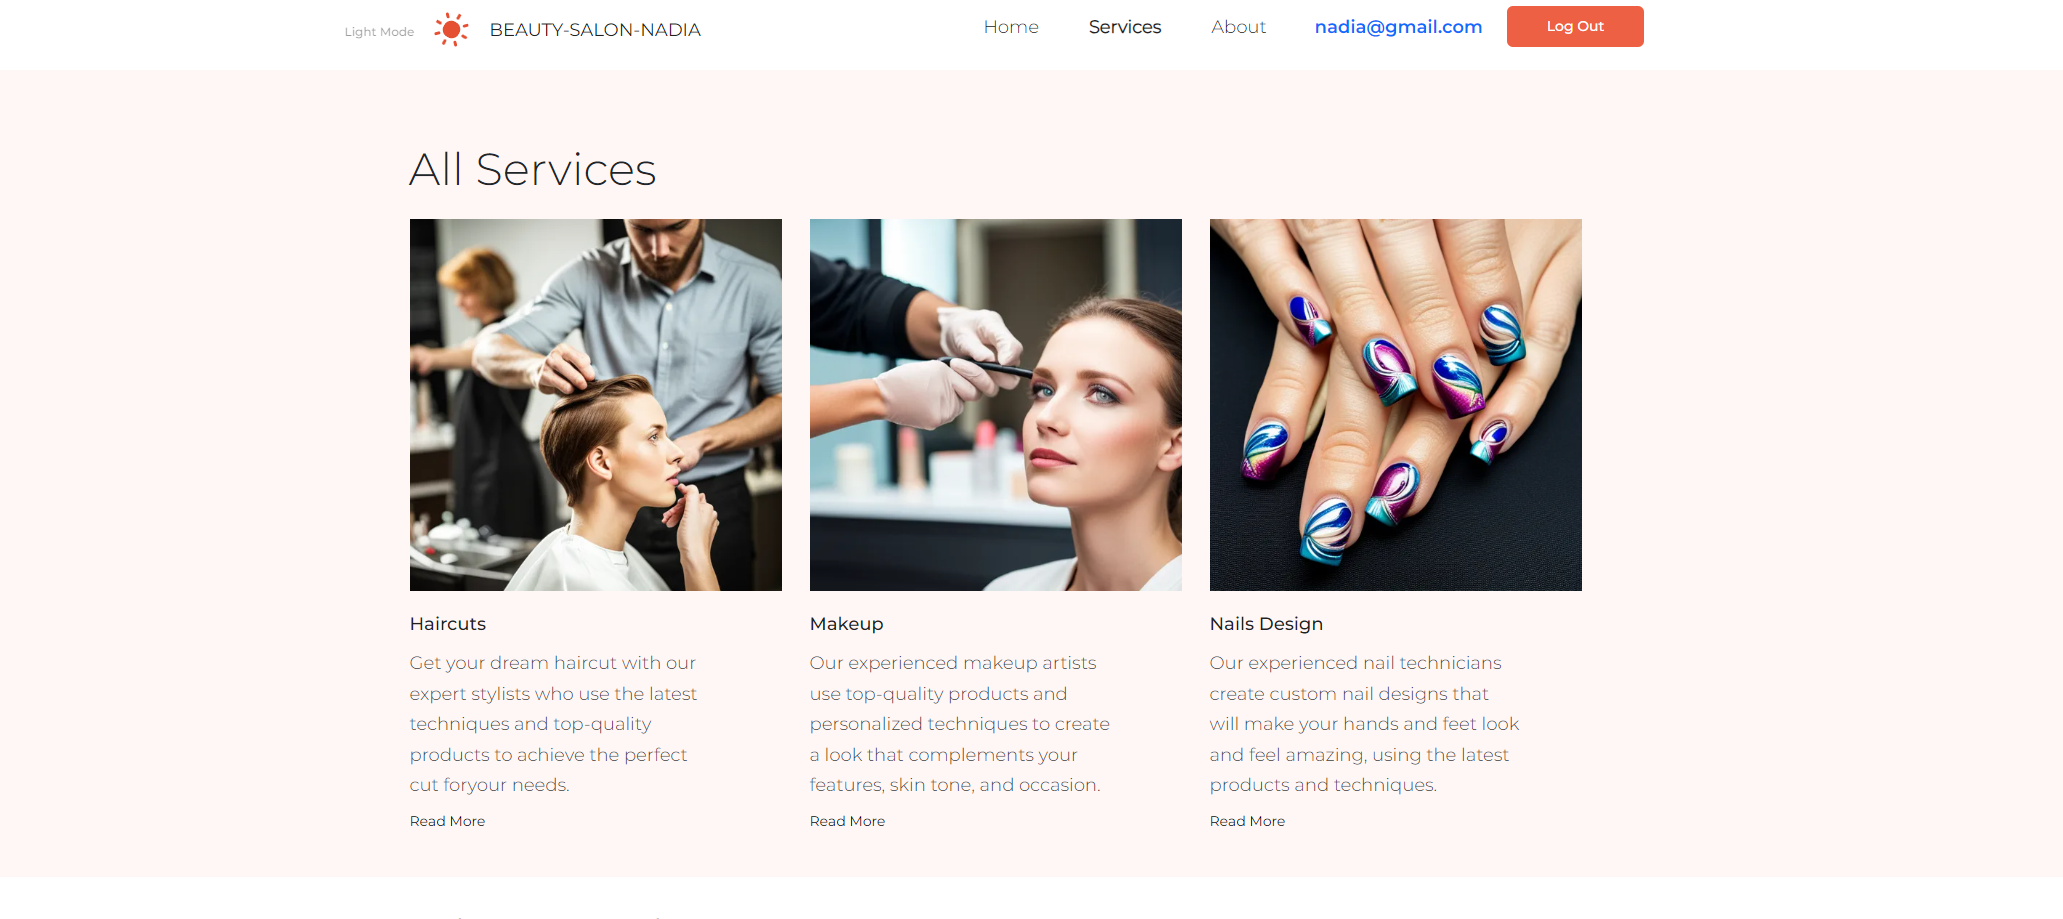 Light Mode
BEAUTY-SALON-NADIA
Home
Services
About
nadia@gmail.com
Log Out
All Services
Haircuts
Get your dream haircut with our
expert stylists who use the latest
techniques and top-quality
products to achieve the perfect
cut foryour needs.
Read More
Makeup
Our experienced makeup artists
use top-quality products and
personalized techniques to create
a look that complements your
features, skin tone, and occasion.
Read More
Nails Design
Our experienced nail technicians
create custom nail designs that
will make your hands and feet look
and feel amazing, using the latest
products and techniques.
Read More